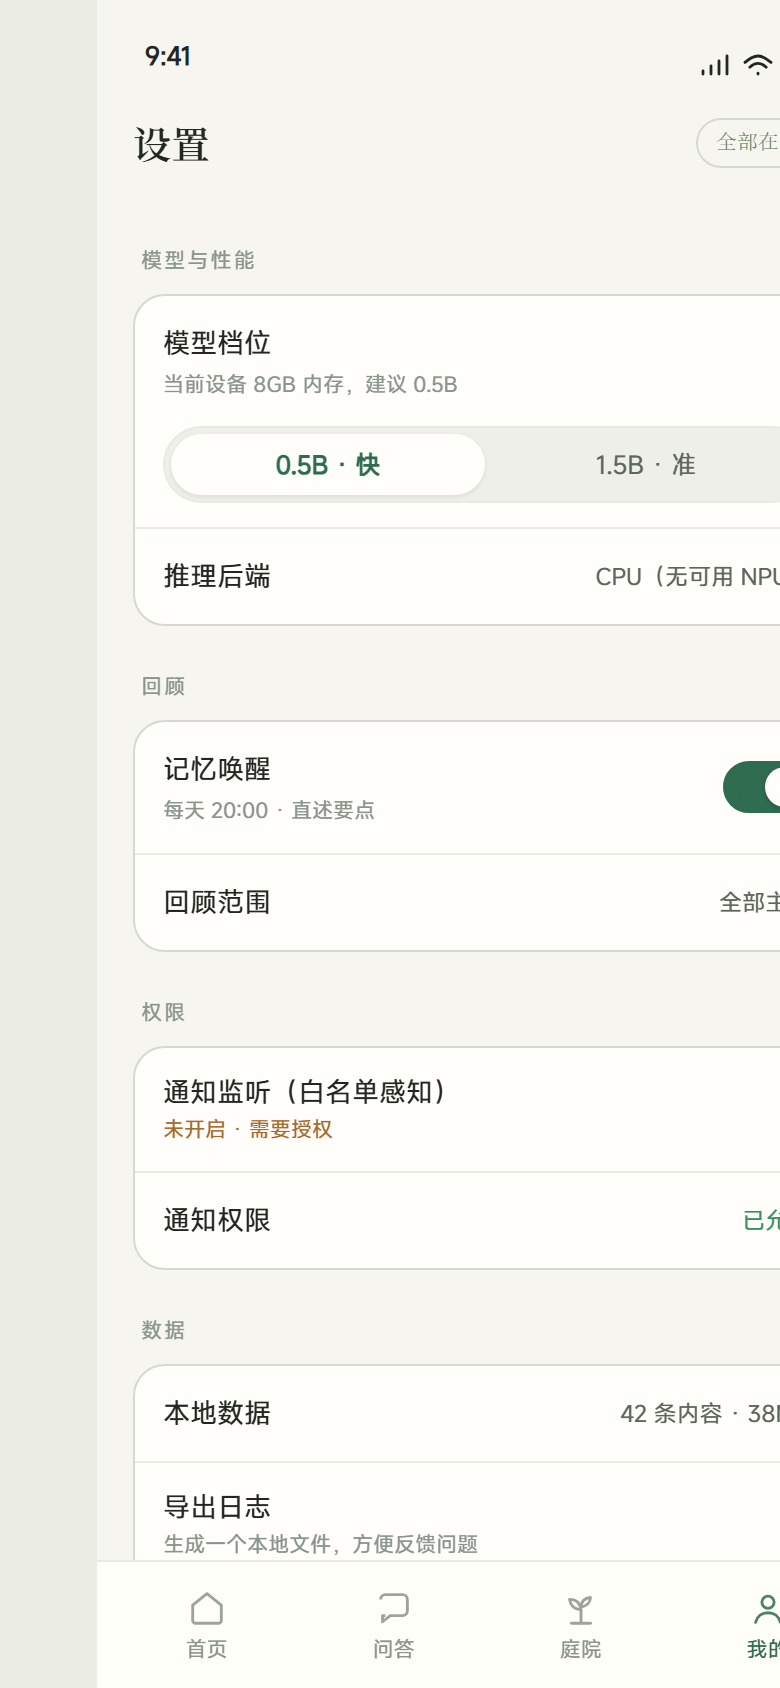 9:41
设置
全部在
模型与性能
模型档位
当前设备 8GB 内存，建议 0.5B
0.5B · 快
1.5B · 准
推理后端
CPU（无可用 NPU
回顾
记忆唤醒
每天 20:00 · 直述要点
回顾范围
全部主
权限
通知监听（白名单感知）
未开启 · 需要授权
通知权限
已允
数据
本地数据
42 条内容 · 38M
导出日志
生成一个本地文件，方便反馈问题
首页
问答
庭院
我的